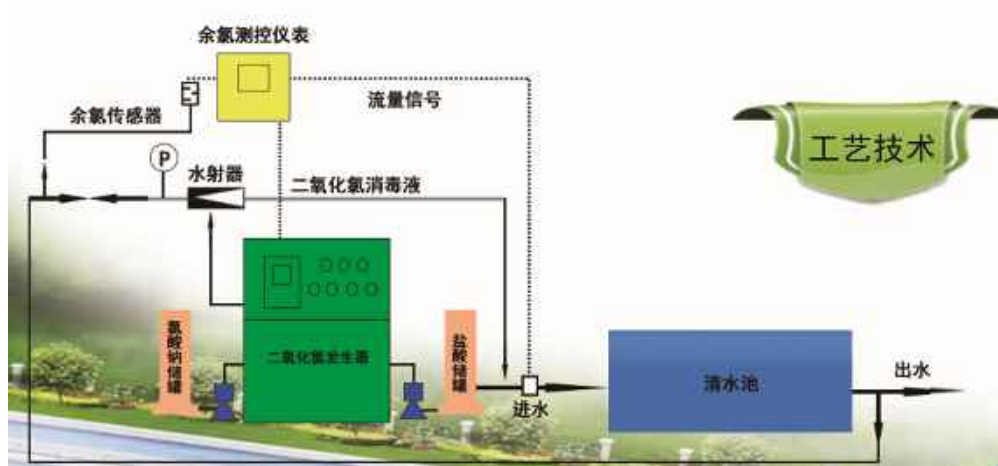 余氯测控仪表
流量信号
余氯传感器
工艺技术
P
水射器
二氧化氯消毒液
氯酸钠储罐
二氧化氯发生器
盐酸储罐
清水池
出水
进水